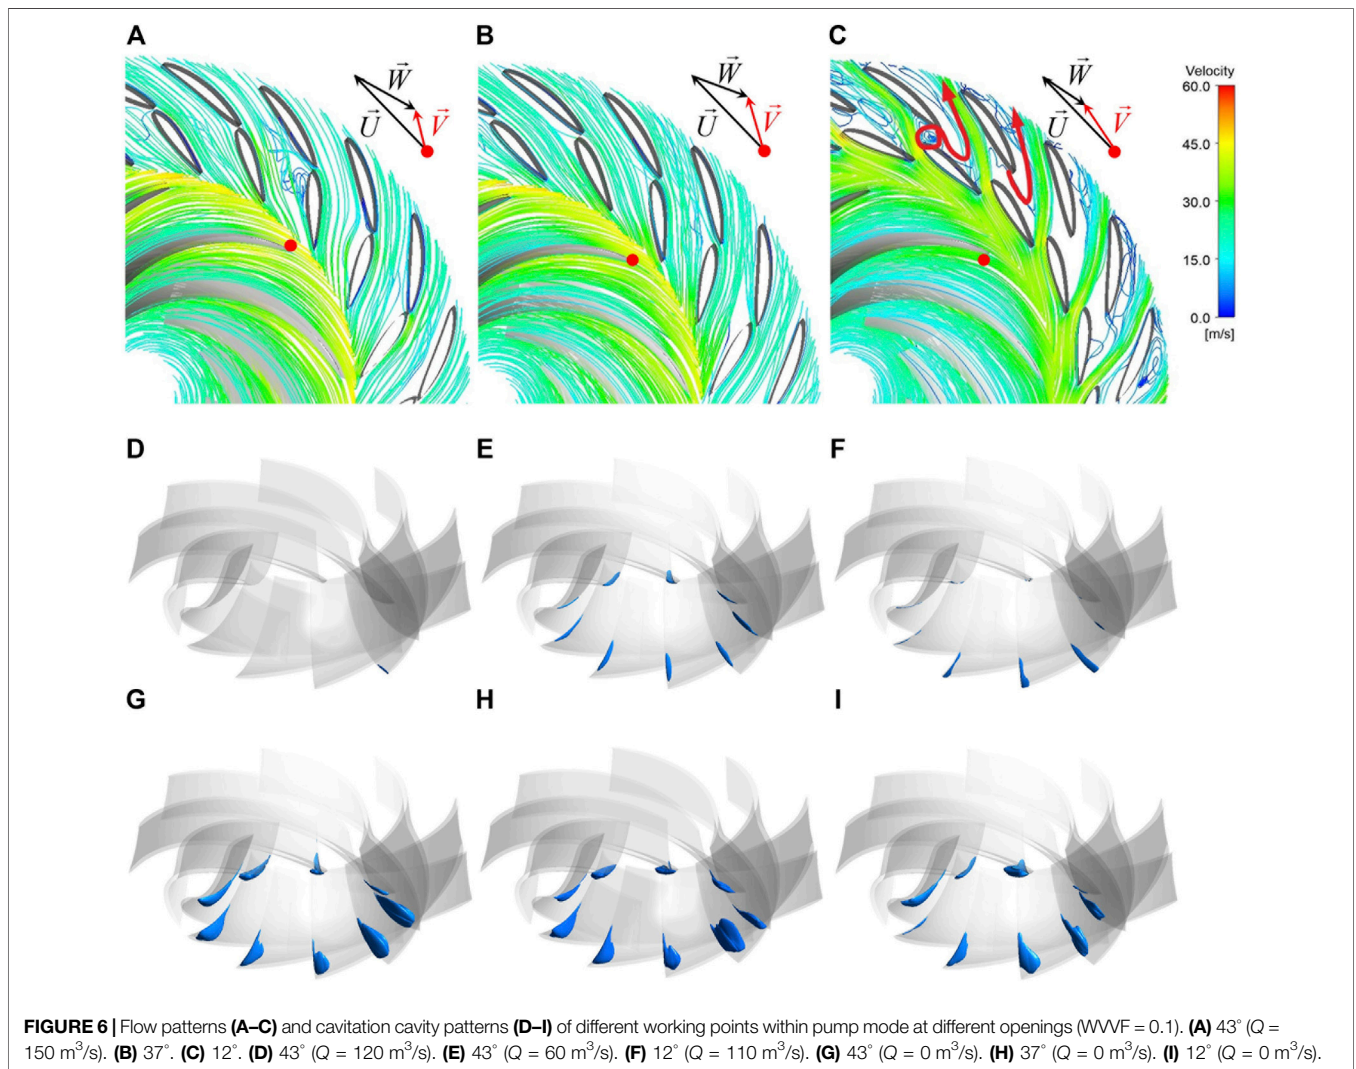 A
B
C
W
U
V
W
U
V
W
U
V
Velocity
60.0
45.0
30.0
15.0
0.0
[m/s]
D
E
F
G
H
I
FIGURE 6 | Flow patterns (A–C) and cavitation cavity patterns (D–I) of different working points within pump mode at different openings (WVVF = 0.1). (A) 43° (Q =
150 m³/s). (B) 37°. (C) 12°. (D) 43° (Q = 120 m³/s). (E) 43° (Q = 60 m³/s). (F) 12° (Q = 110 m³/s). (G) 43° (Q = 0 m³/s). (H) 37° (Q = 0 m³/s). (I) 12° (Q = 0 m³/s).